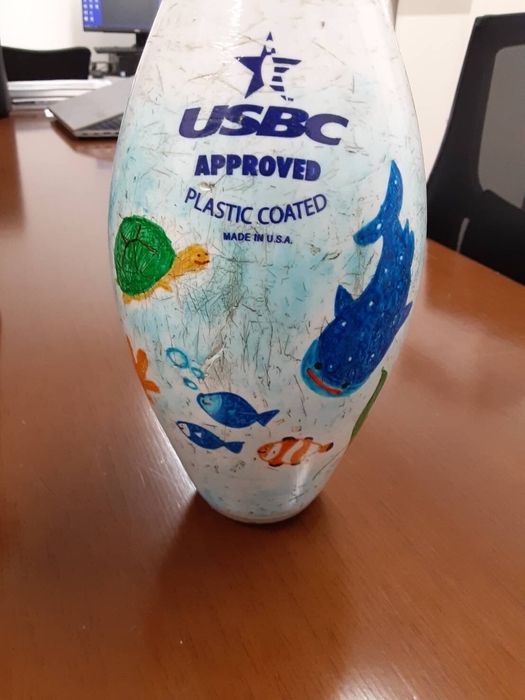 USBC
APPROVED
PLASTIC COATED
MADE IN U.S.A.